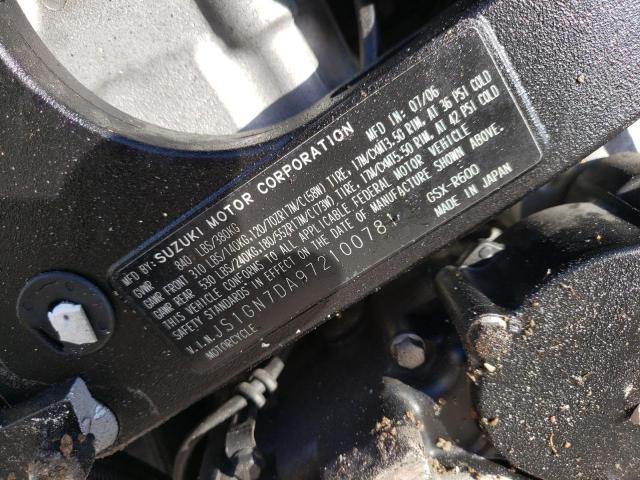 MFD BY: SUZUKI MOTOR CORPORATION MFD IN: 07/06
GVWR 840 LBS/380KG
GAWR FRONT 310 LBS/140KG,120/70ZR17M/C(58W) TIRE, 17M/CXMT3.50 RIM, AT 36 PSI COLD
GAWR REAR 530 LBS/240KG,180/55ZR17M/C(73W) TIRE, 17M/CXMT5.50 RIM, AT 42 PSI COLD
THIS VEHICLE CONFORMS TO ALL APPLICABLE FEDERAL MOTOR VEHICLE
SAFETY STANDARDS IN EFFECT ON THE DATE OF MANUFACTURE SHOWN ABOVE.
V.I.N. JS1GN7DA972100781 GSX-R600
MOTORCYCLE MADE IN JAPAN